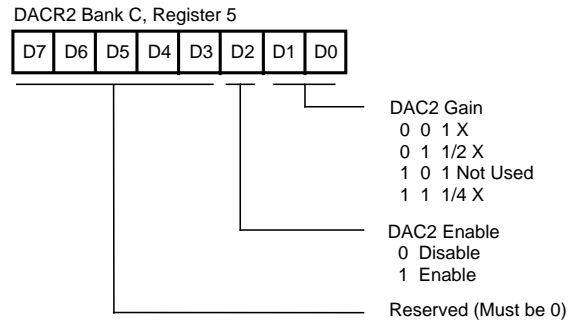 DACR2 Bank C, Register 5
D7 D6 D5 D4 D3 D2 D1 D0
DAC2 Gain
0 0 1 X
0 1 1/2 X
1 0 1 Not Used
1 1 1/4 X
DAC2 Enable
0 Disable
1 Enable
Reserved (Must be 0)